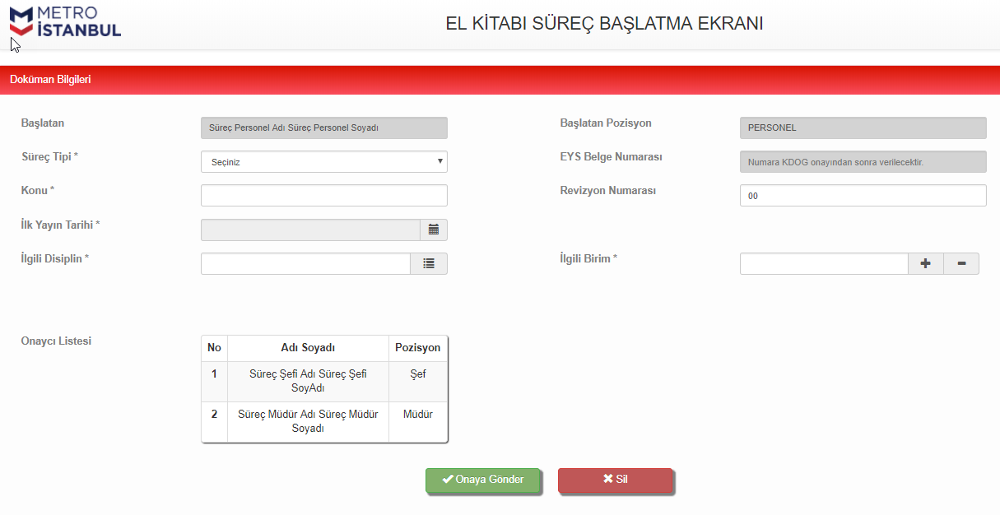 METRO
İSTANBUL
EL KİTABI SÜREÇ BAŞLATMA EKRANI
Doküman Bilgileri
Başlatan
Süreç Personel Adı Süreç Personel Soyadı
Başlatan Pozisyon
PERSONEL
Süreç Tipi *
Seçiniz
EYS Belge Numarası
Numara KDOG onayından sonra verilecektir.
Konu *
Revizyon Numarası
00
İlk Yayın Tarihi *
İlgili Disiplin *
İlgili Birim *
Onaycı Listesi
No Adı Soyadı Pozisyon
1 Süreç Şefi Adı Süreç Şefi Şef
SoyAdı
2 Süreç Müdür Adı Süreç Müdür Müdür
Soyadı
Onaya Gönder
Sil